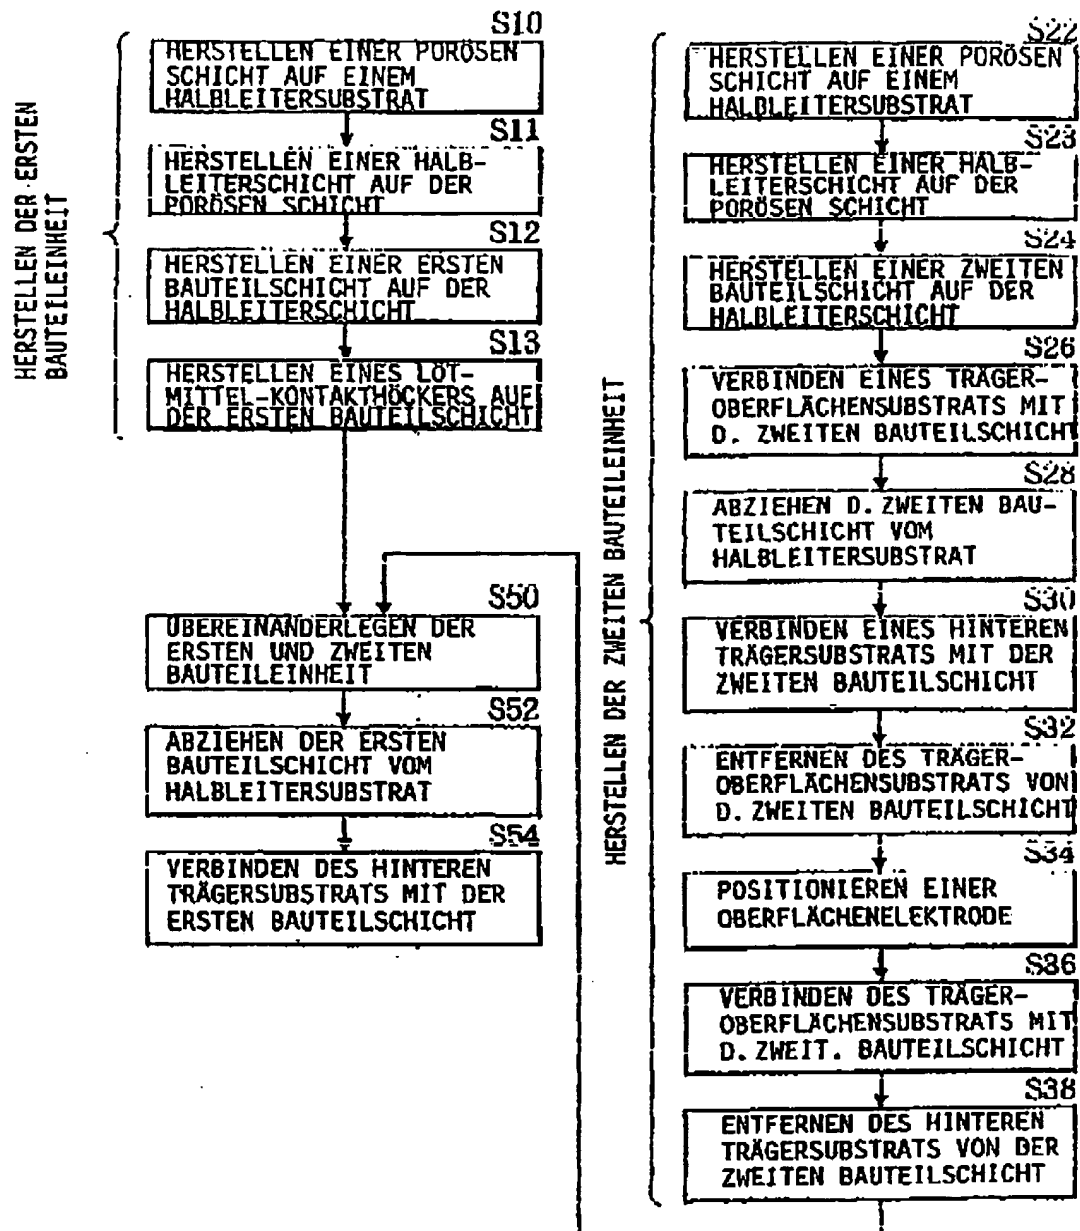 HERSTELLEN DER ERSTEN
BAUTEILEINHEIT
S10
HERSTELLEN EINER PORÖSEN
SCHICHT AUF EINEM
HALBLEITERSUBSTRAT
S11
HERSTELLEN EINER HALB-
LEITERSCHICHT AUF DER
PORÖSEN SCHICHT
S12
HERSTELLEN EINER ERSTEN
BAUTEILSCHICHT AUF DER
HALBLEITERSCHICHT
S13
HERSTELLEN EINES LÖT-
MITTEL-KONTAKTHÖCKERS AUF
DER ERSTEN BAUTEILSCHICHT
S50
ÜBEREINANDERLEGEN DER
ERSTEN UND ZWEITEN
BAUTEILEINHEIT
S52
ABZIEHEN DER ERSTEN
BAUTEILSCHICHT VOM
HALBLEITERSUBSTRAT
S54
VERBINDEN DES HINTEREN
TRÄGERSUBSTRATS MIT DER
ERSTEN BAUTEILSCHICHT
HERSTELLEN DER ZWEITEN BAUTEILEINHEIT
S22
HERSTELLEN EINER PORÖSEN
SCHICHT AUF EINEM
HALBLEITERSUBSTRAT
S23
HERSTELLEN EINER HALB-
LEITERSCHICHT AUF DER
PORÖSEN SCHICHT
S24
HERSTELLEN EINER ZWEITEN
BAUTEILSCHICHT AUF DER
HALBLEITERSCHICHT
S26
VERBINDEN EINES TRÄGER-
OBERFLÄCHENSUBSTRATS MIT
D. ZWEITEN BAUTEILSCHICHT
S28
ABZIEHEN D. ZWEITEN BAU-
TEILSCHICHT VOM
HALBLEITERSUBSTRAT
S30
VERBINDEN EINES HINTEREN
TRÄGERSUBSTRATS MIT DER
ZWEITEN BAUTEILSCHICHT
S32
ENTFERNEN DES TRÄGER-
OBERFLÄCHENSUBSTRATS VON
D. ZWEITEN BAUTEILSCHICHT
S34
POSITIONIEREN EINER
OBERFLÄCHENELEKTRODE
S36
VERBINDEN DES TRÄGER-
OBERFLÄCHENSUBSTRATS MIT
D. ZWEIT. BAUTEILSCHICHT
S38
ENTFERNEN DES HINTEREN
TRÄGERSUBSTRATS VON DER
ZWEITEN BAUTEILSCHICHT